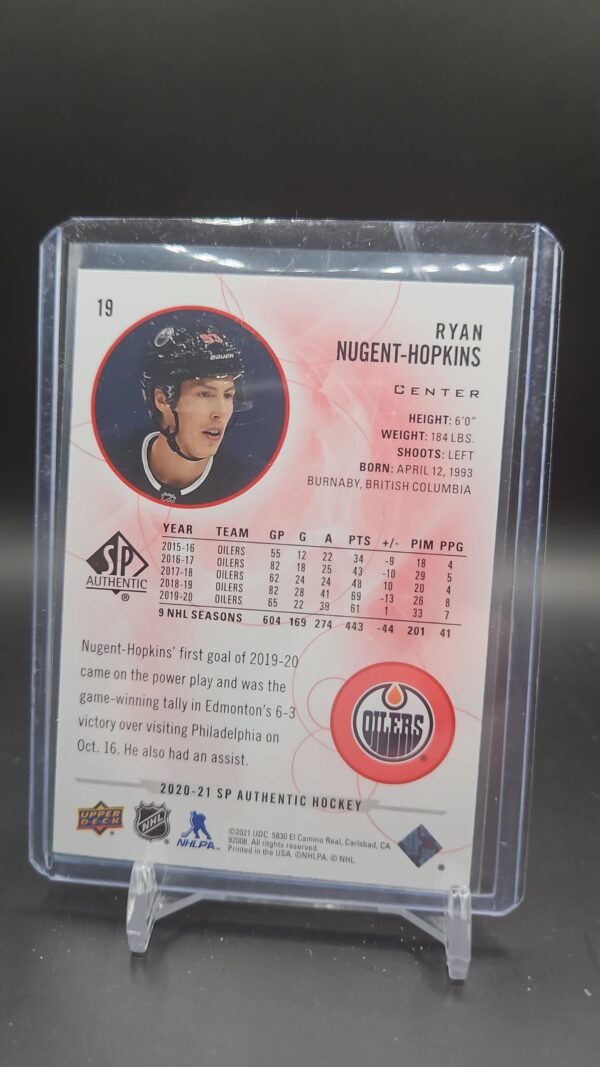 19
RYAN
NUGENT-HOPKINS
CENTER
HEIGHT: 6'0"
WEIGHT: 184 LBS.
SHOOTS: LEFT
BORN: APRIL 12, 1993
BURNABY, BRITISH COLUMBIA
93
BAUER
SP
AUTHENTIC
®
YEAR TEAM GP G A PTS +/- PIM PPG
2015-16 OILERS 55 12 22 34 -9 18 4
2016-17 OILERS 82 18 25 43 -10 29 5
2017-18 OILERS 62 24 24 48 10 20 4
2018-19 OILERS 82 28 41 69 -13 26 8
2019-20 OILERS 65 22 39 61 1 33 7
9 NHL SEASONS 604 169 274 443 -44 201 41
Nugent-Hopkins' first goal of 2019-20
came on the power play and was the
game-winning tally in Edmonton's 6-3
victory over visiting Philadelphia on
Oct. 16. He also had an assist.
OILERS
®
2020-21 SP AUTHENTIC HOCKEY
UPPER
DECK
®
NHL
®
NHLPA
©2021 UDC. 5830 El Camino Real, Carlsbad, CA
92008. All rights reserved.
Printed in the USA. ©NHLPA. © NHL.
®